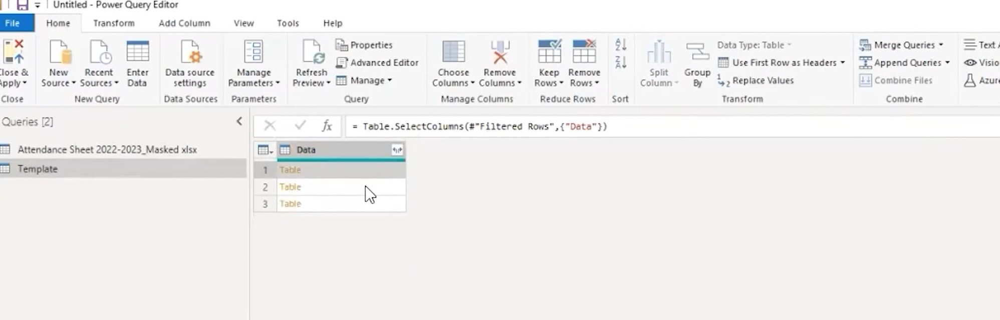 Untitled - Power Query Editor
File Home Transform Add Column View Tools Help
Close & Apply
New Source
Recent Sources
Enter Data
Data source settings
Manage Parameters
Refresh Preview
Properties
Advanced Editor
Manage
Choose Columns
Remove Columns
Keep Rows
Remove Rows
Split Column
Group By
Data Type: Table
Use First Row as Headers
1 2 Replace Values
Merge Queries
Append Queries
Combine Files
Text
Close New Query Data Sources Parameters Query Manage Columns Reduce Rows Sort Transform Combine
Queries [2]
fx = Table.SelectColumns(#"Filtered Rows",{"Data"})
Attendance Sheet 2022-2023_Masked xlsx
Template
Data
1 Table
2 Table
3 Table